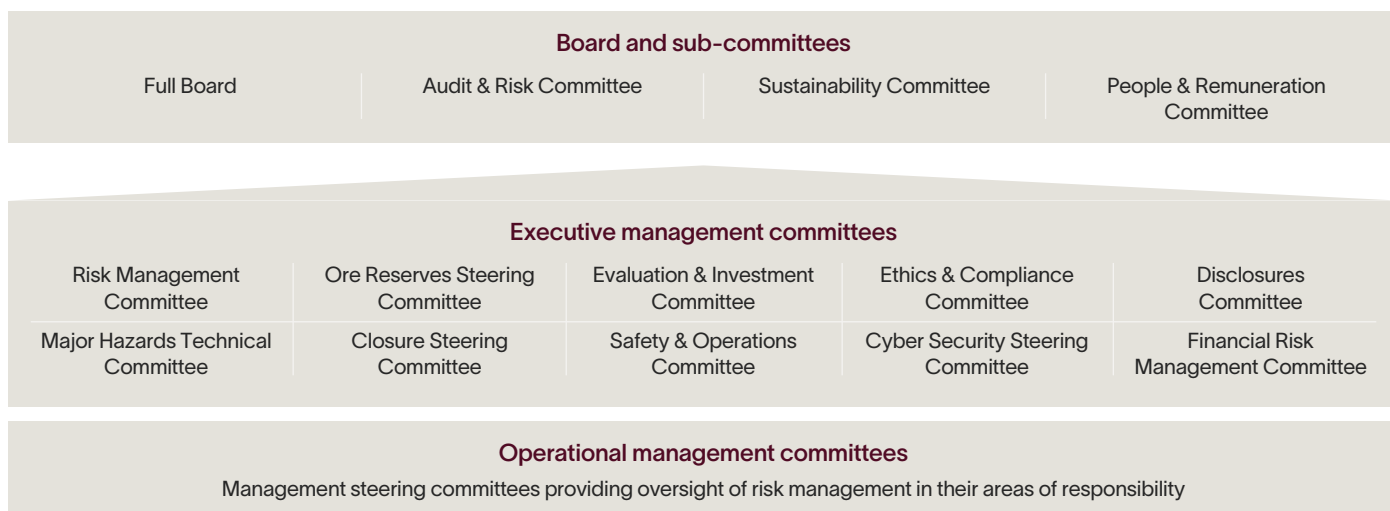 Board and sub-committees
Full Board
Audit & Risk Committee
Sustainability Committee
People & Remuneration
Committee
Executive management committees
Risk Management
Committee
Ore Reserves Steering
Committee
Evaluation & Investment
Committee
Ethics & Compliance
Committee
Disclosures
Committee
Major Hazards Technical
Committee
Closure Steering
Committee
Safety & Operations
Committee
Cyber Security Steering
Committee
Financial Risk
Management Committee
Operational management committees
Management steering committees providing oversight of risk management in their areas of responsibility